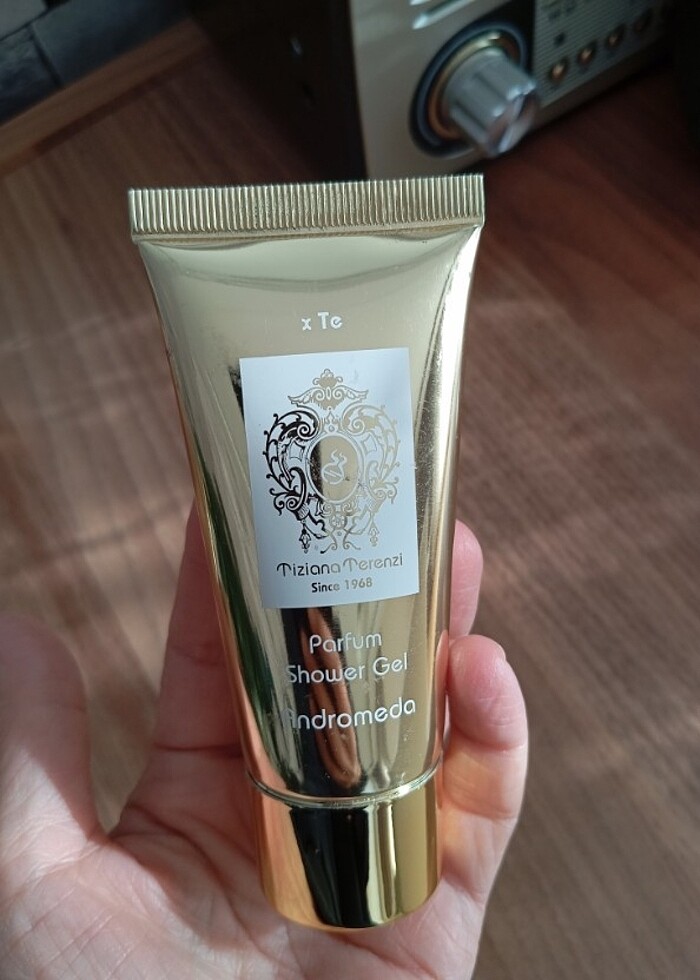 x Te
Tiziana Terenzi
Since 1968
Parfum
Shower Gel
Andromeda